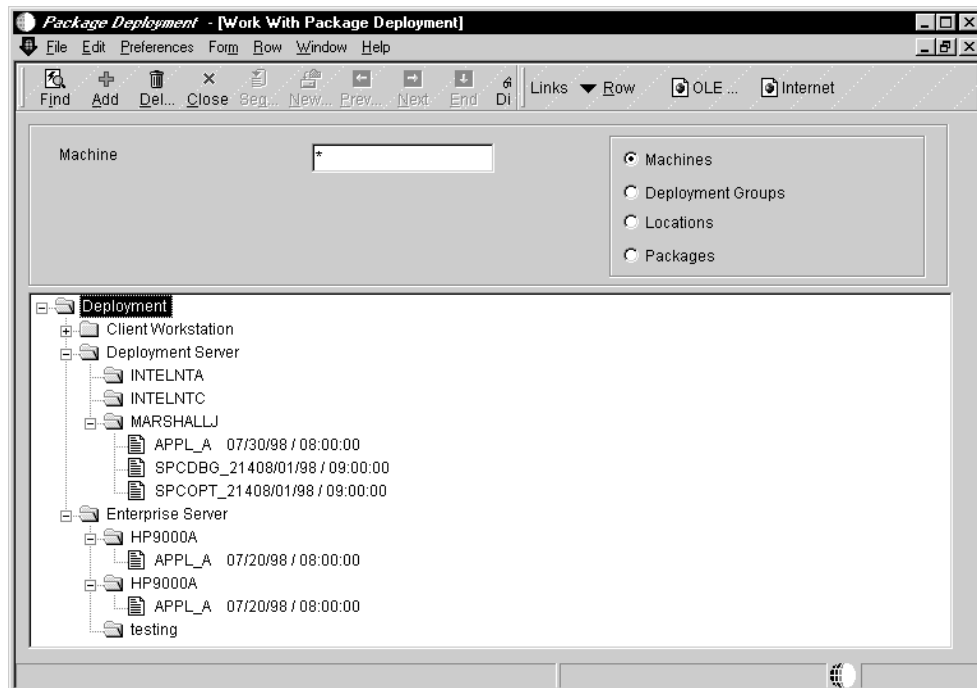 Package Deployment - [Work With Package Deployment]
File Edit Preferences Form Row Window Help
Find Add Del... Close Seq... New... Prev... Next End Di Links Row OLE ... Internet
Machine * Machines
Deployment Groups
Locations
Packages
Deployment
Client Workstation
Deployment Server
INTELNTA
INTELNTC
MARSHALLJ
APPL_A 07/30/98 / 08:00:00
SPCDBG_21408/01/98 / 09:00:00
SPCOPT_21408/01/98 / 09:00:00
Enterprise Server
HP9000A
APPL_A 07/20/98 / 08:00:00
HP9000A
APPL_A 07/20/98 / 08:00:00
testing